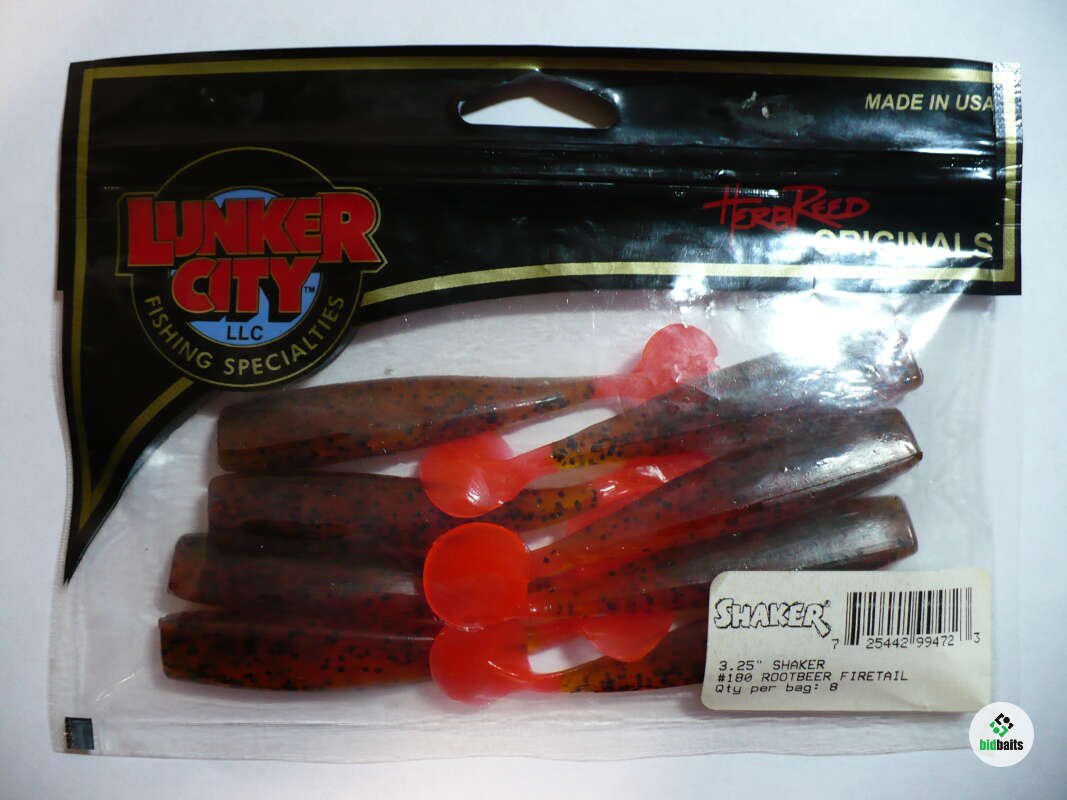 MADE IN USA
HERB REED
ORIGINALS
LUNKER
CITY™
LLC
FISHING SPECIALTIES
SHAKER
7 25442 99472 3
3.25" SHAKER
#180 ROOTBEER FIRETAIL
Qty per bag: 8
bidbaits